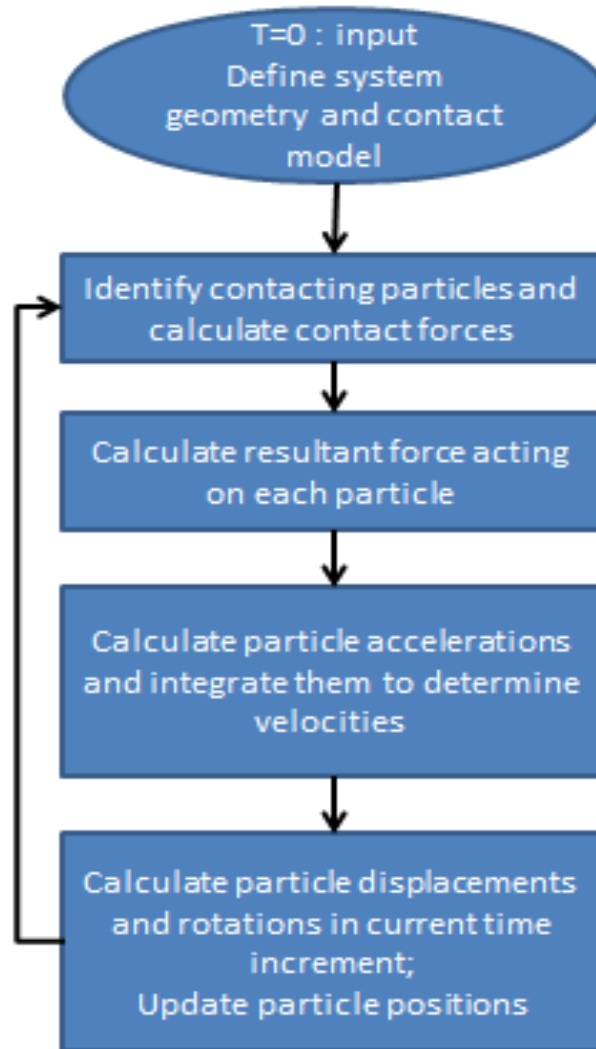 T=0 : input
Define system
geometry and contact
model
Identify contacting particles and
calculate contact forces
Calculate resultant force acting
on each particle
Calculate particle accelerations
and integrate them to determine
velocities
Calculate particle displacements
and rotations in current time
increment;
Update particle positions